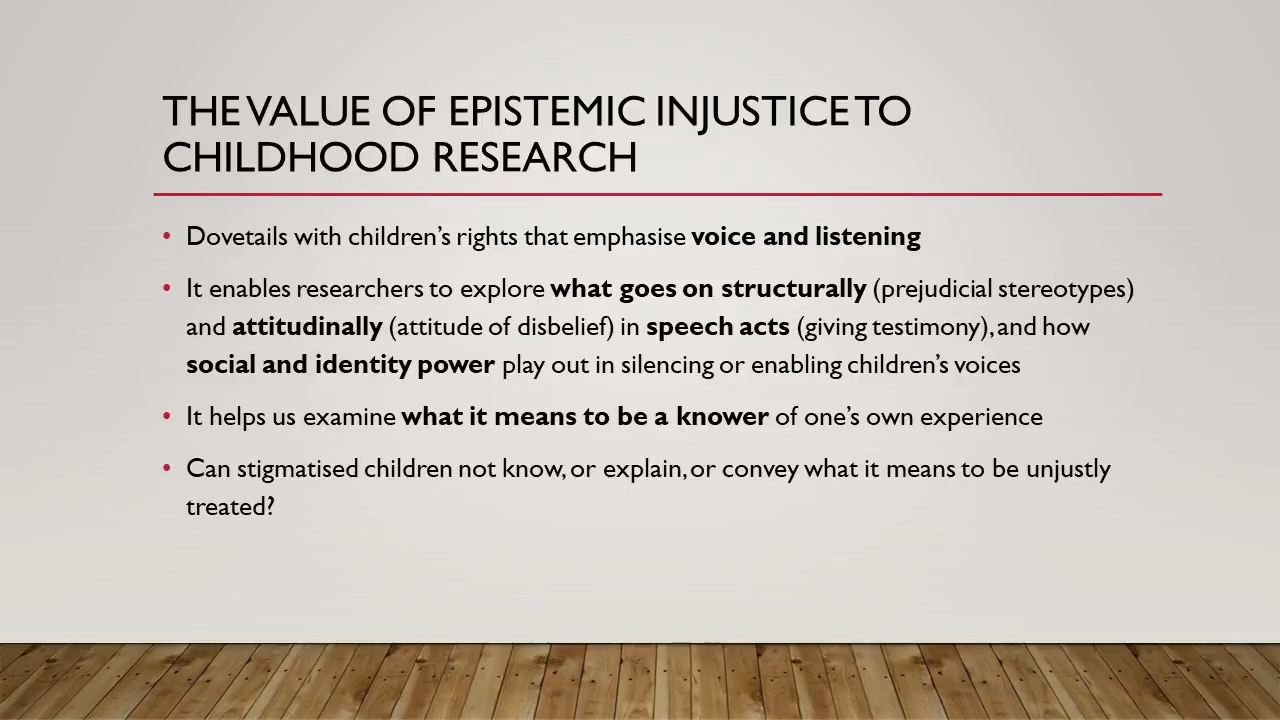 THE VALUE OF EPISTEMIC INJUSTICE TO
CHILDHOOD RESEARCH
• Dovetails with children’s rights that emphasise voice and listening
• It enables researchers to explore what goes on structurally (prejudicial stereotypes)
and attitudinally (attitude of disbelief) in speech acts (giving testimony), and how
social and identity power play out in silencing or enabling children’s voices
• It helps us examine what it means to be a knower of one’s own experience
• Can stigmatised children not know, or explain, or convey what it means to be unjustly
treated?